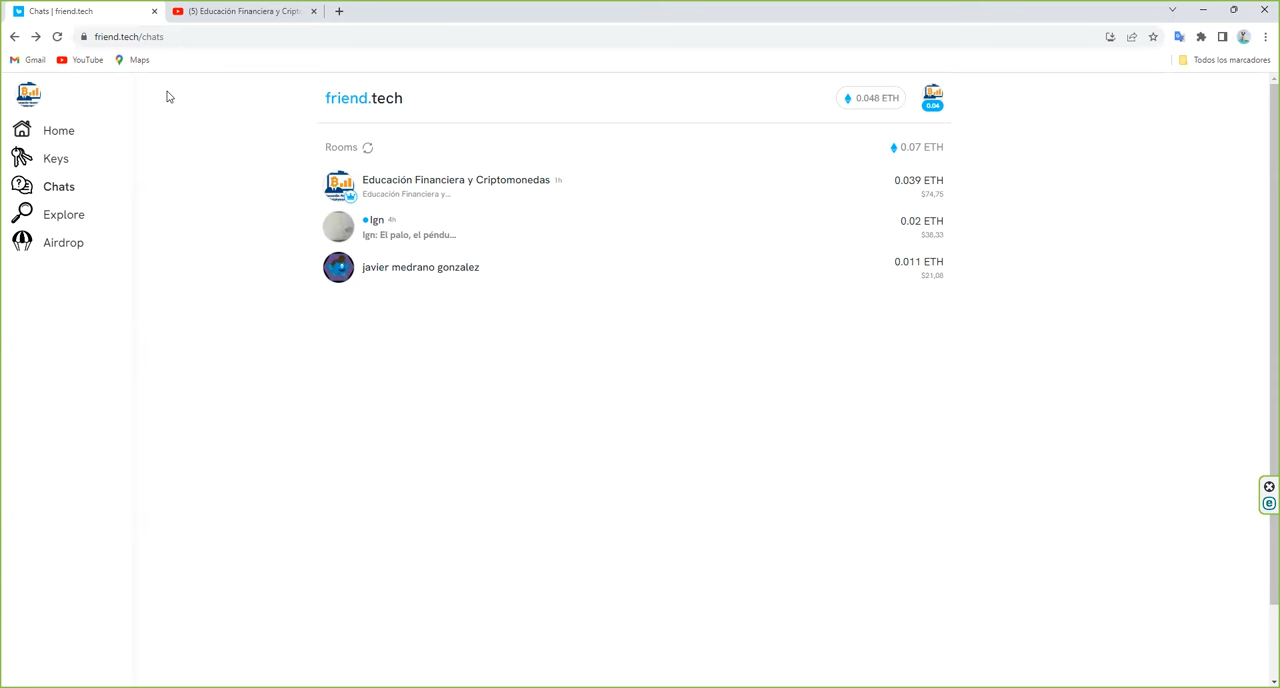 Chats | friend.tech
(5) Educación Financiera y Cripto
friend.tech/chats
Gmail
YouTube
Maps
Todos los marcadores
Home
Keys
Chats
Explore
Airdrop
friend.tech
0.048 ETH
0.04
Rooms
0.07 ETH
Educación Financiera y Criptomonedas 1h
Educación Financiera y...
0.039 ETH
$74,75
Ign 4h
Ign: El palo, el péndu...
0.02 ETH
$38,33
javier medrano gonzalez
0.011 ETH
$21,08